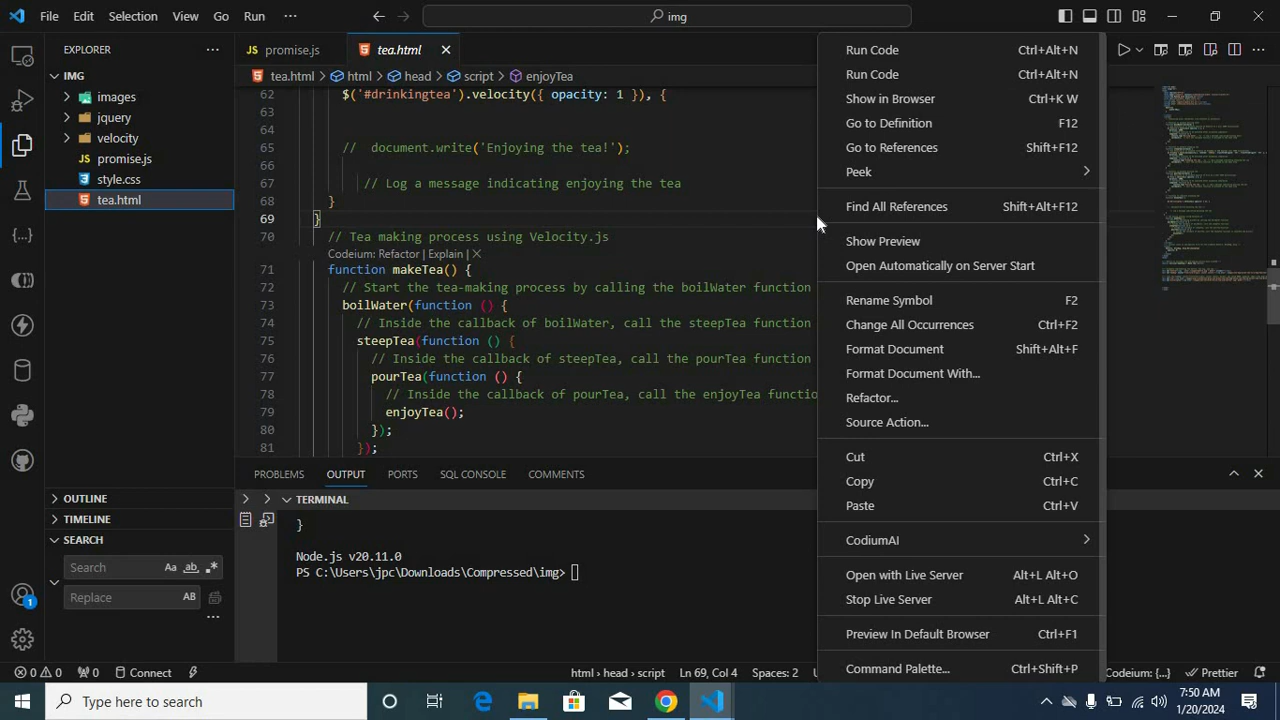 File Edit Selection View Go Run ··· img
EXPLORER
IMG
images
jquery
velocity
promise.js
style.css
tea.html
OUTLINE
TIMELINE
SEARCH
Search Aa ab
Replace AB
promise.js tea.html
tea.html > html > head > script > enjoyTea
62 $('#drinkingtea').velocity({ opacity: 1 }), {
63
64
65 //  document.write('Enjoying the tea!');
66
67 // Log a message indicating enjoying the tea
68 }
69 }
70 // Tea making process using Velocity.js
Codeium: Refactor | Explain |
71 function makeTea() {
72 // Start the tea-making process by calling the boilWater function
73 boilWater(function () {
74 // Inside the callback of boilWater, call the steepTea function
75 steepTea(function () {
76 // Inside the callback of steepTea, call the pourTea function
77 pourTea(function () {
78 // Inside the callback of pourTea, call the enjoyTea functio
79 enjoyTea();
80 });
81 });
PROBLEMS OUTPUT PORTS SQL CONSOLE COMMENTS
TERMINAL
}
Node.js v20.11.0
PS C:\Users\jpc\Downloads\Compressed\img>
Run Code Ctrl+Alt+N
Run Code Ctrl+Alt+N
Show in Browser Ctrl+K W
Go to Definition F12
Go to References Shift+F12
Peek
Find All References Shift+Alt+F12
Show Preview
Open Automatically on Server Start
Rename Symbol F2
Change All Occurrences Ctrl+F2
Format Document Shift+Alt+F
Format Document With...
Refactor...
Source Action...
Cut Ctrl+X
Copy Ctrl+C
Paste Ctrl+V
CodiumAI
Open with Live Server Alt+L Alt+O
Stop Live Server Alt+L Alt+C
Preview In Default Browser Ctrl+F1
Command Palette... Ctrl+Shift+P
1
0 0 0 Connect html > head > script Ln 69, Col 4 Spaces: 2 Codeium: {...} Prettier
Type here to search
7:50 AM
1/20/2024